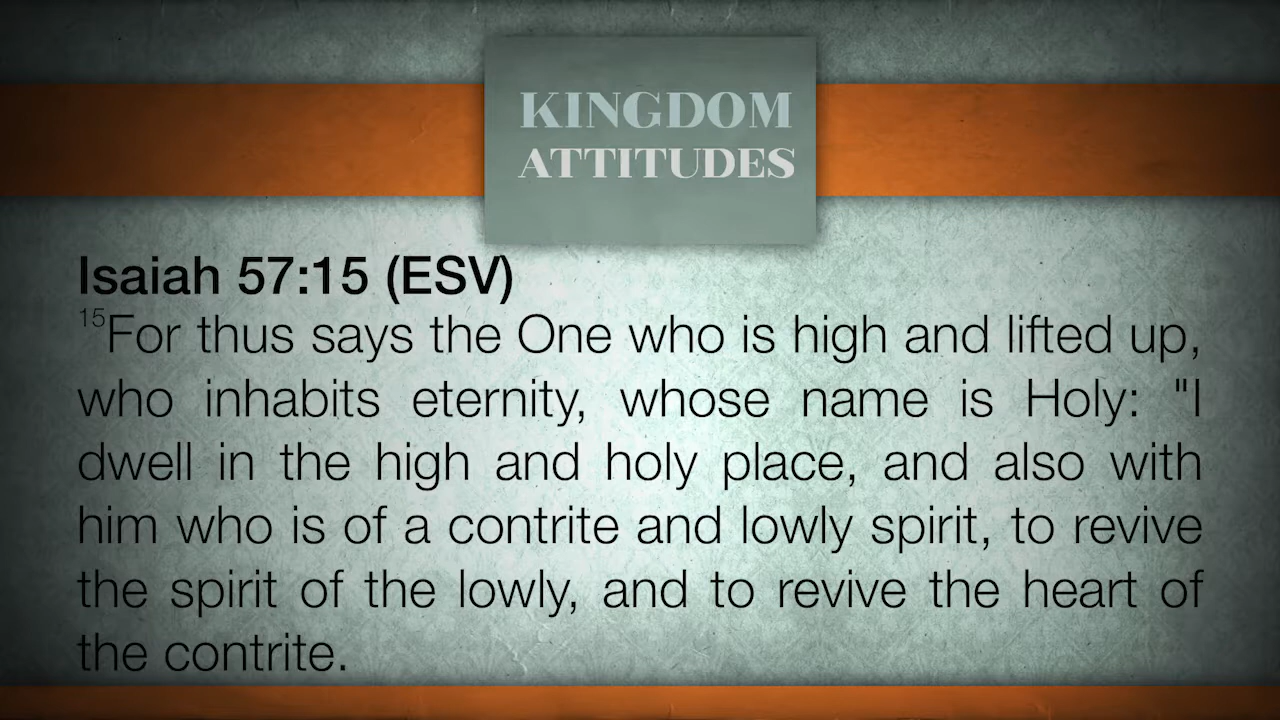 KINGDOM
ATTITUDES
Isaiah 57:15 (ESV)
15For thus says the One who is high and lifted up,
who inhabits eternity, whose name is Holy: "I
dwell in the high and holy place, and also with
him who is of a contrite and lowly spirit, to revive
the spirit of the lowly, and to revive the heart of
the contrite.